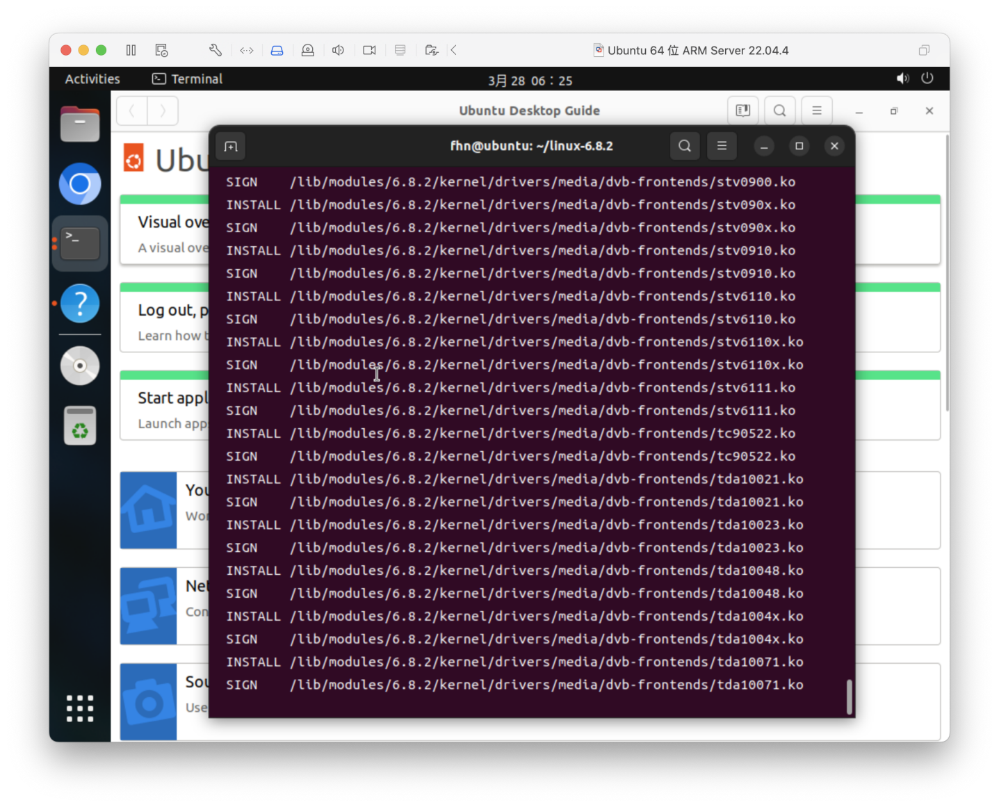 Ubuntu 64 位 ARM Server 22.04.4
Activities
Terminal
3月 28 06：25
Ubuntu Desktop Guide
fhn@ubuntu: ~/linux-6.8.2
Ubu
Visual ove
A visual ove
Log out, p
Learn how t
Start appl
Launch app
You
Wor
Net
Con
Sou
Use
SIGN /lib/modules/6.8.2/kernel/drivers/media/dvb-frontends/stv0900.ko
INSTALL /lib/modules/6.8.2/kernel/drivers/media/dvb-frontends/stv090x.ko
SIGN /lib/modules/6.8.2/kernel/drivers/media/dvb-frontends/stv090x.ko
INSTALL /lib/modules/6.8.2/kernel/drivers/media/dvb-frontends/stv0910.ko
SIGN /lib/modules/6.8.2/kernel/drivers/media/dvb-frontends/stv0910.ko
INSTALL /lib/modules/6.8.2/kernel/drivers/media/dvb-frontends/stv6110.ko
SIGN /lib/modules/6.8.2/kernel/drivers/media/dvb-frontends/stv6110.ko
INSTALL /lib/modules/6.8.2/kernel/drivers/media/dvb-frontends/stv6110x.ko
SIGN /lib/modules/6.8.2/kernel/drivers/media/dvb-frontends/stv6110x.ko
INSTALL /lib/modules/6.8.2/kernel/drivers/media/dvb-frontends/stv6111.ko
SIGN /lib/modules/6.8.2/kernel/drivers/media/dvb-frontends/stv6111.ko
INSTALL /lib/modules/6.8.2/kernel/drivers/media/dvb-frontends/tc90522.ko
SIGN /lib/modules/6.8.2/kernel/drivers/media/dvb-frontends/tc90522.ko
INSTALL /lib/modules/6.8.2/kernel/drivers/media/dvb-frontends/tda10021.ko
SIGN /lib/modules/6.8.2/kernel/drivers/media/dvb-frontends/tda10021.ko
INSTALL /lib/modules/6.8.2/kernel/drivers/media/dvb-frontends/tda10023.ko
SIGN /lib/modules/6.8.2/kernel/drivers/media/dvb-frontends/tda10023.ko
INSTALL /lib/modules/6.8.2/kernel/drivers/media/dvb-frontends/tda10048.ko
SIGN /lib/modules/6.8.2/kernel/drivers/media/dvb-frontends/tda10048.ko
INSTALL /lib/modules/6.8.2/kernel/drivers/media/dvb-frontends/tda1004x.ko
SIGN /lib/modules/6.8.2/kernel/drivers/media/dvb-frontends/tda1004x.ko
INSTALL /lib/modules/6.8.2/kernel/drivers/media/dvb-frontends/tda10071.ko
SIGN /lib/modules/6.8.2/kernel/drivers/media/dvb-frontends/tda10071.ko